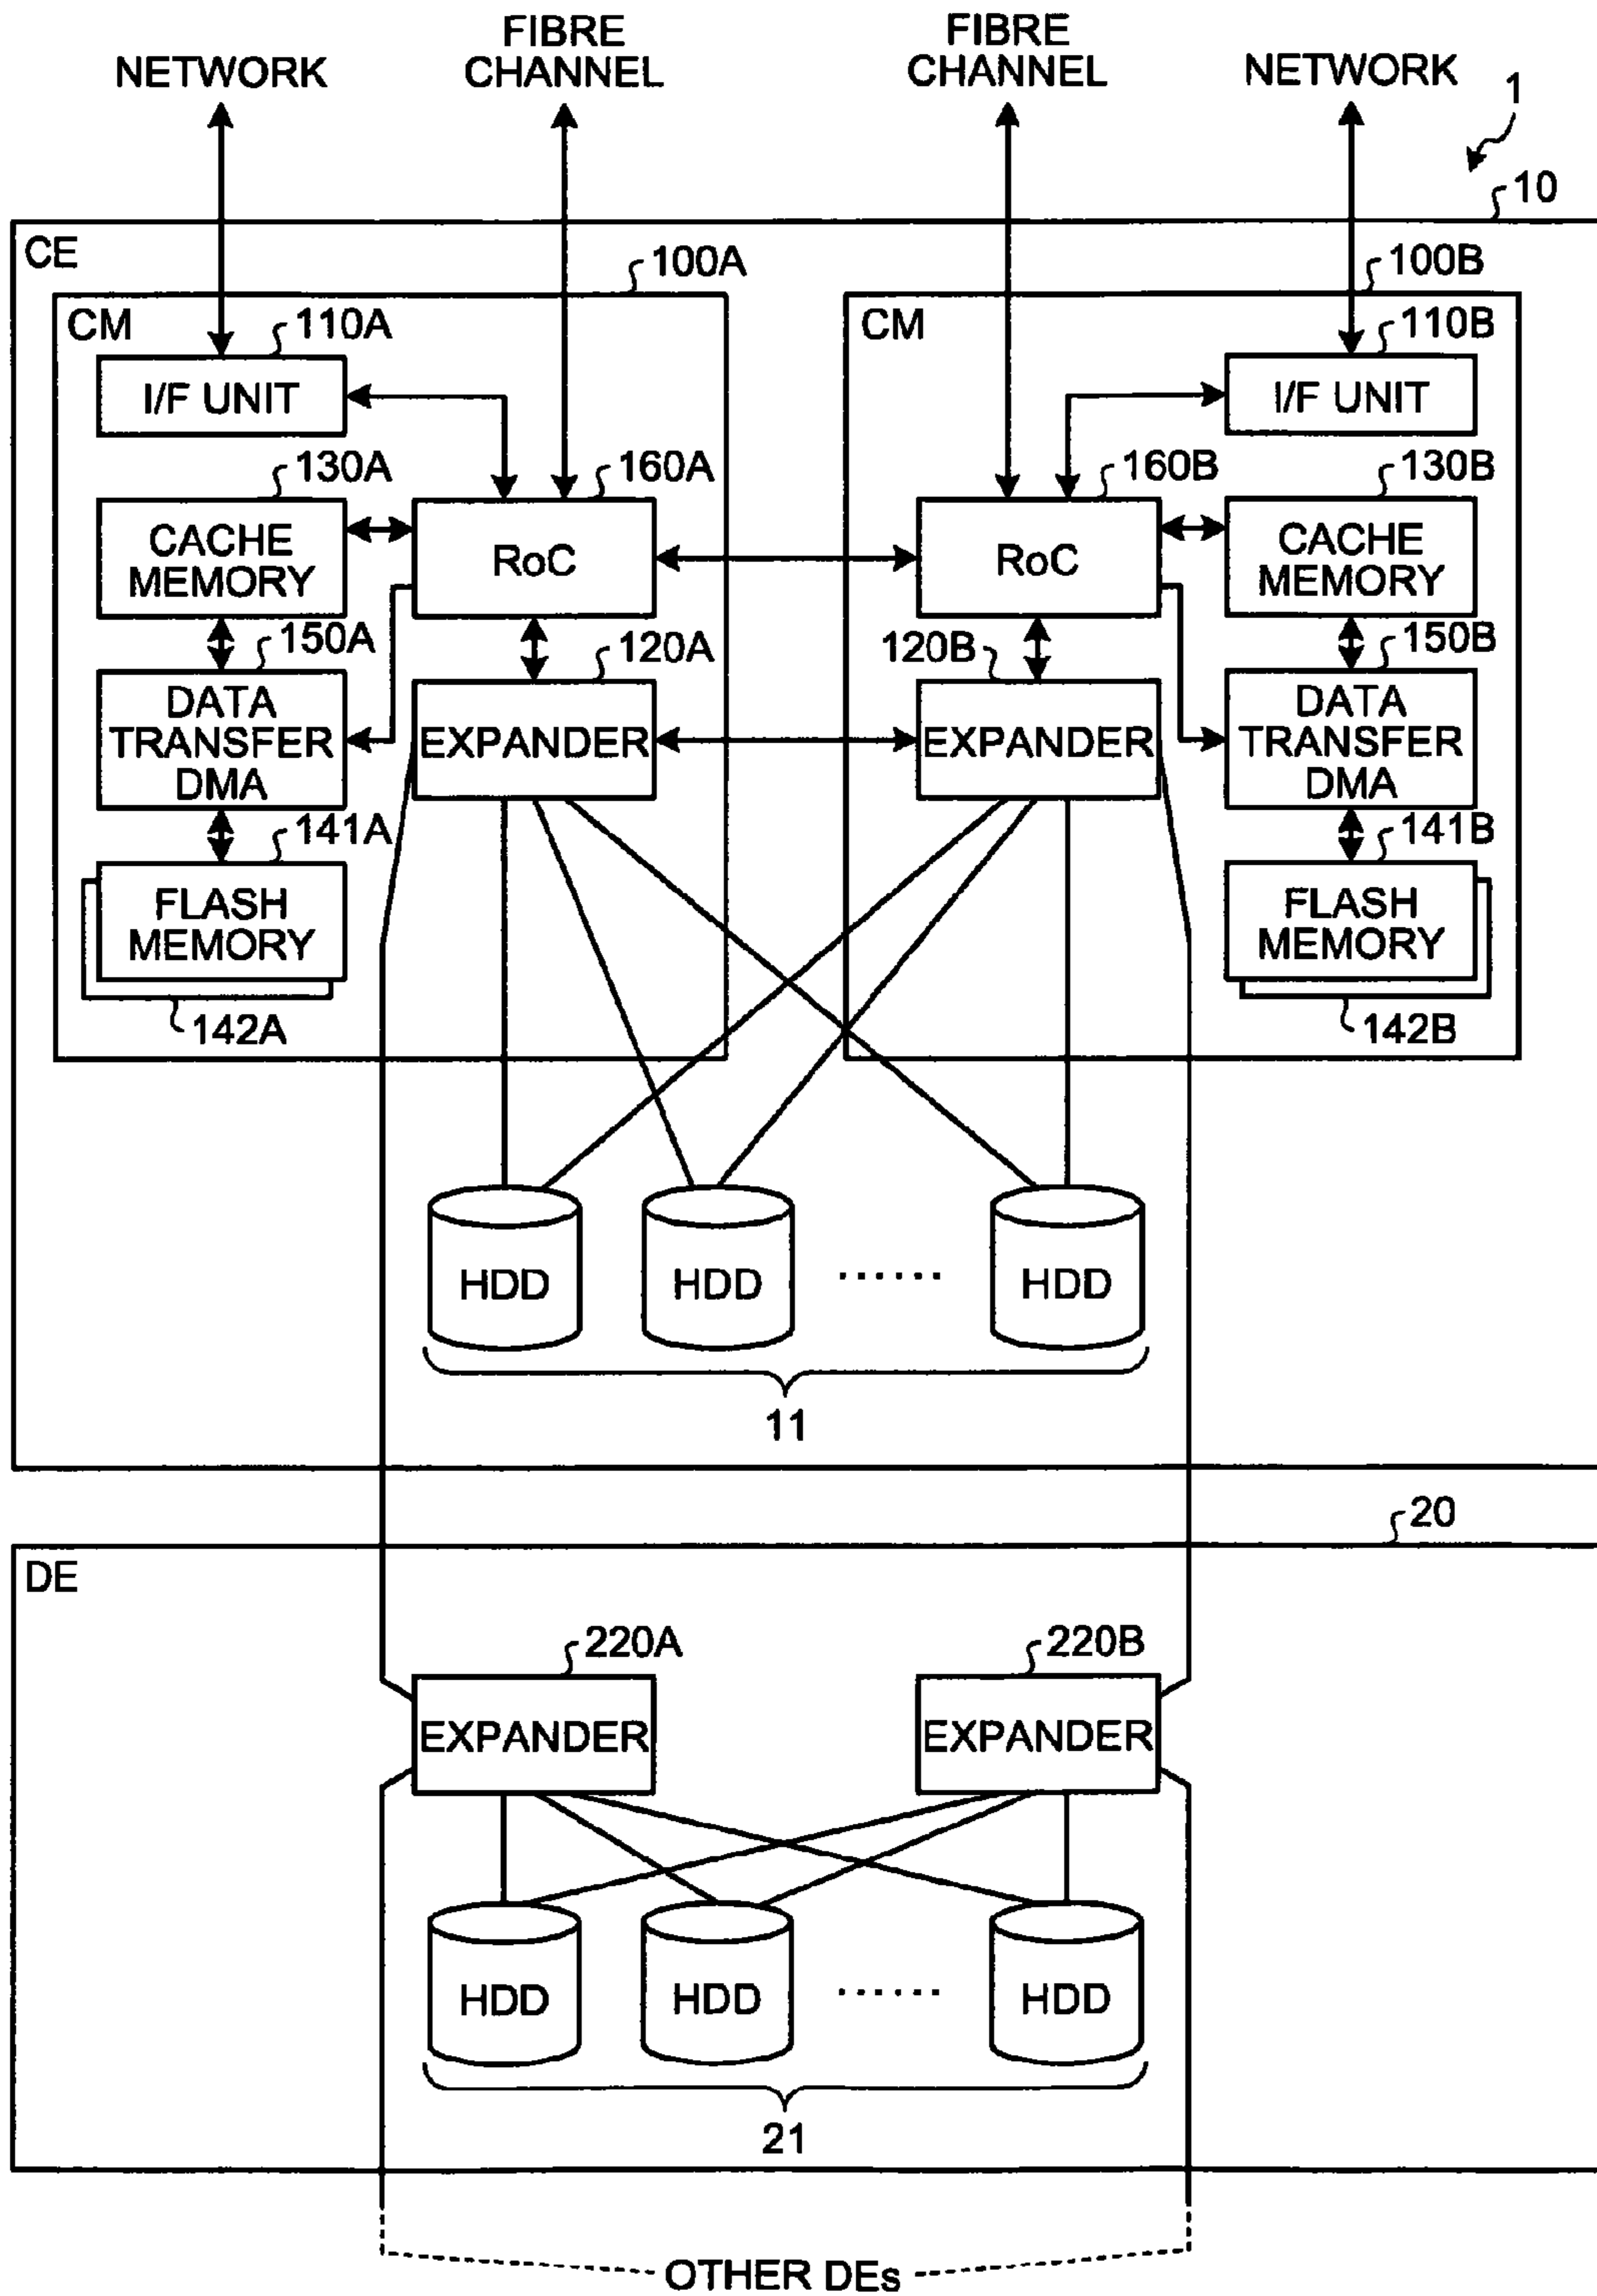 NETWORK
FIBRE
CHANNEL
FIBRE
CHANNEL
NETWORK
1
10
CE
100A
100B
CM
110A
CM
110B
I/F UNIT
I/F UNIT
130A
160A
160B
130B
CACHE
MEMORY
RoC
RoC
CACHE
MEMORY
150A
120A
120B
150B
DATA
TRANSFER
DMA
EXPANDER
EXPANDER
DATA
TRANSFER
DMA
141A
141B
FLASH
MEMORY
FLASH
MEMORY
142A
142B
HDD
HDD
......
HDD
11
20
DE
220A
220B
EXPANDER
EXPANDER
HDD
HDD
......
HDD
21
OTHER DEs